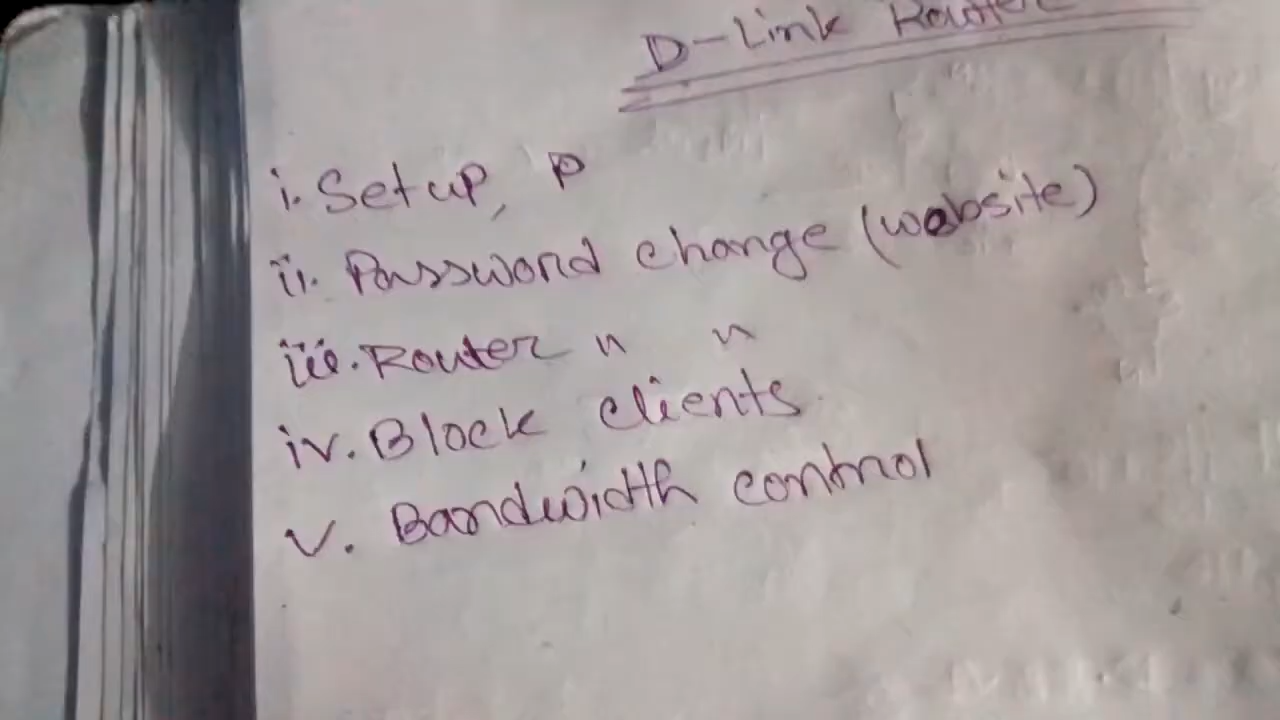 D-Link Router
i. Setup, P
ii. Password change (website)
iii. Router " "
iv. Block clients
v. Bandwidth control